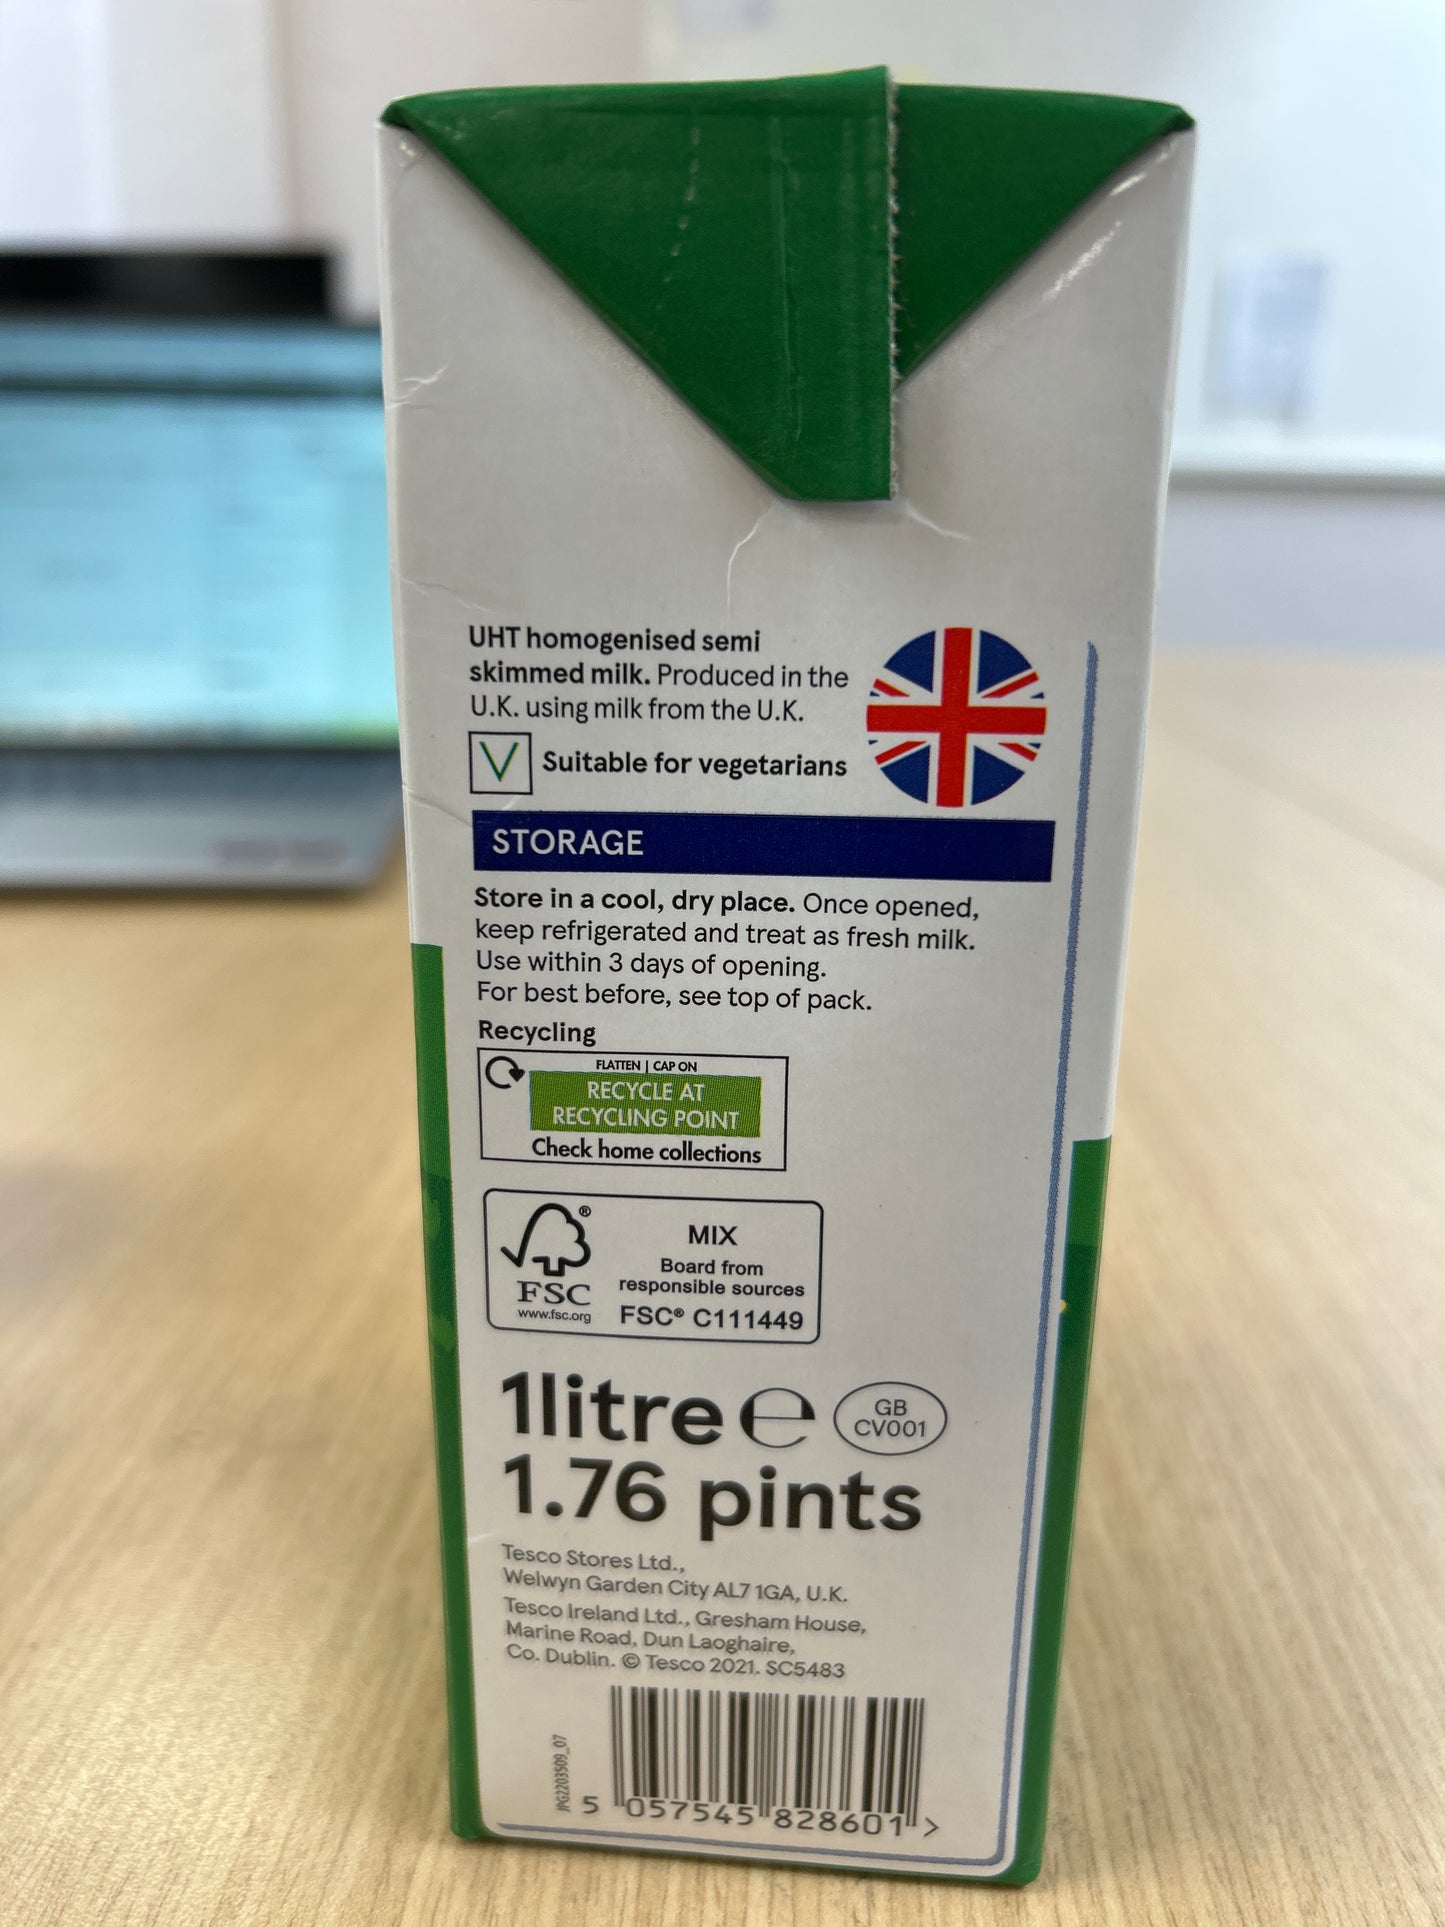 UHT homogenised semi
skimmed milk. Produced in the
U.K. using milk from the U.K.
V Suitable for vegetarians
STORAGE
Store in a cool, dry place. Once opened,
keep refrigerated and treat as fresh milk.
Use within 3 days of opening.
For best before, see top of pack.
Recycling
FLATTEN | CAP ON
RECYCLE AT
RECYCLING POINT
Check home collections
FSC®
www.fsc.org
MIX
Board from
responsible sources
FSC® C111449
1litre ℮
GB
CV001
1.76 pints
Tesco Stores Ltd.,
Welwyn Garden City AL7 1GA, U.K.
Tesco Ireland Ltd., Gresham House,
Marine Road, Dun Laoghaire,
Co. Dublin. © Tesco 2021. SC5483
JPG2203509_07
5 057545 828601 >